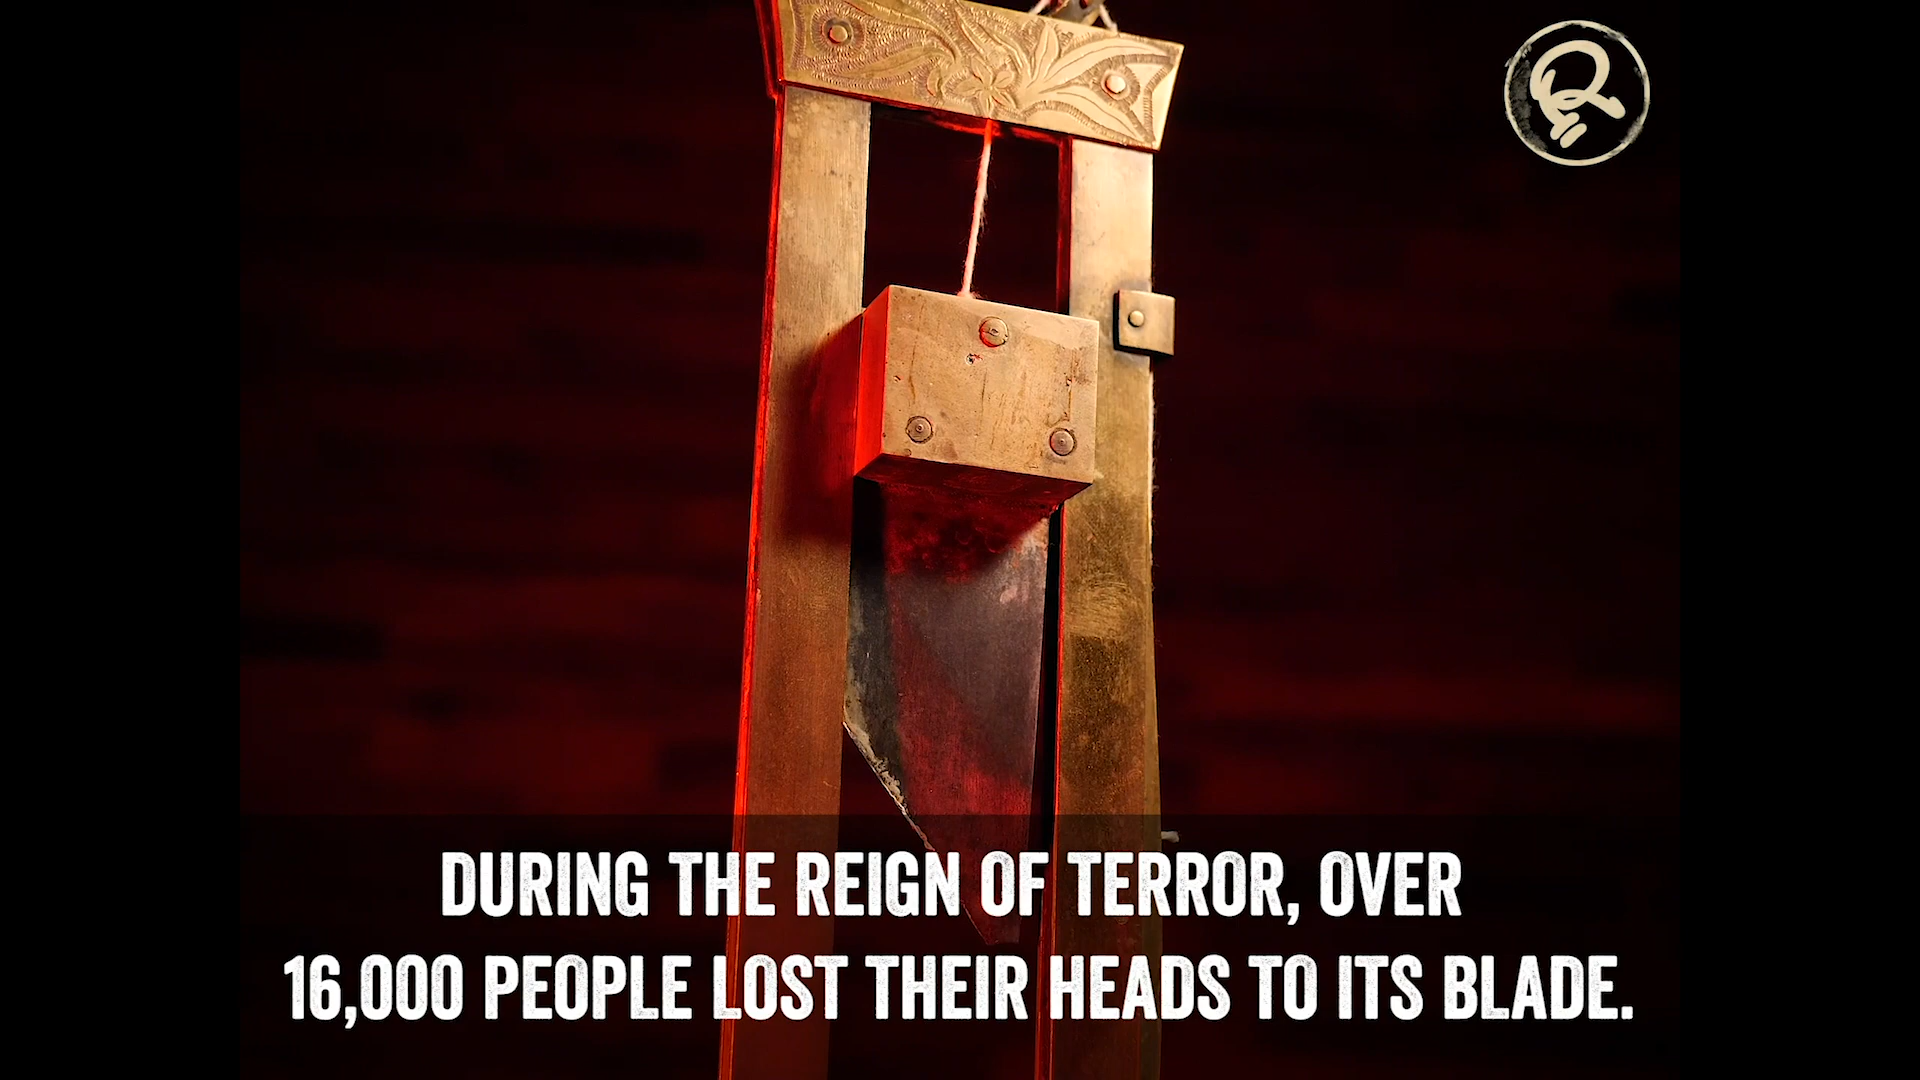 DURING THE REIGN OF TERROR, OVER
16,000 PEOPLE LOST THEIR HEADS TO ITS BLADE.